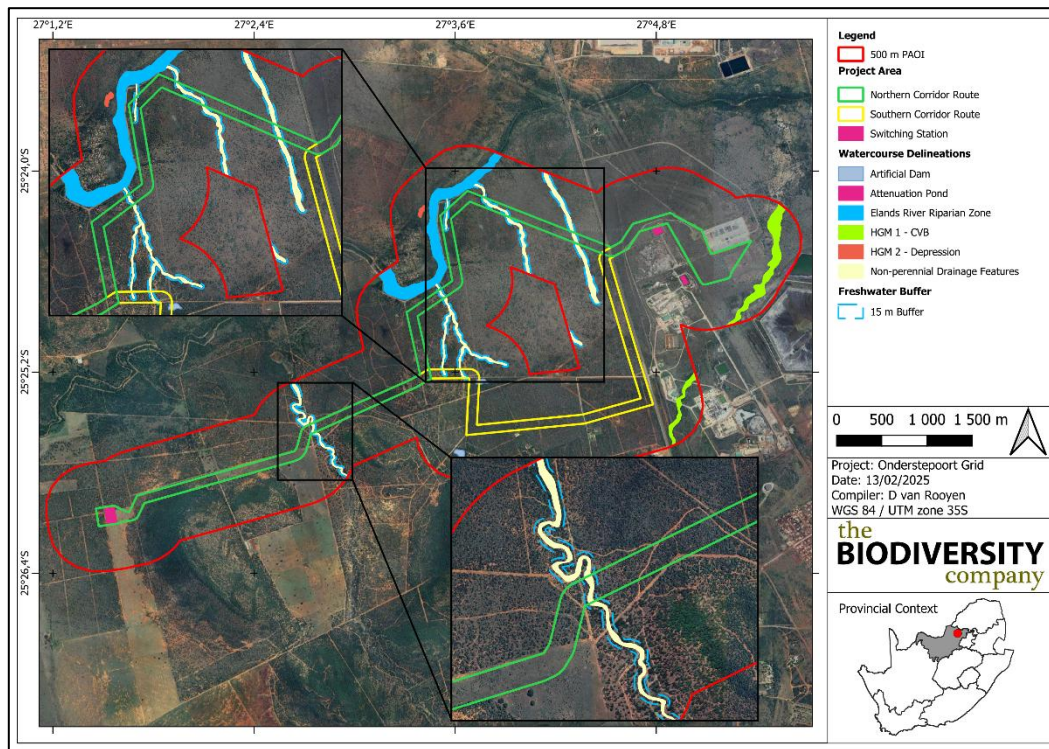 27°1,2'E
27°2,4'E
27°3,6'E
27°4,8'E
25°24,0'S
25°25,2'S
25°26,4'S
Legend
500 m PAOI
Project Area
Northern Corridor Route
Southern Corridor Route
Switching Station
Watercourse Delineations
Artificial Dam
Attenuation Pond
Elands River Riparian Zone
HGM 1 - CVB
HGM 2 - Depression
Non-perennial Drainage Features
Freshwater Buffer
15 m Buffer
0 500 1 000 1 500 m
Project: Onderstepoort Grid
Date: 13/02/2025
Compiler: D van Rooyen
WGS 84 / UTM zone 35S
the
BIODIVERSITY
company
Provincial Context